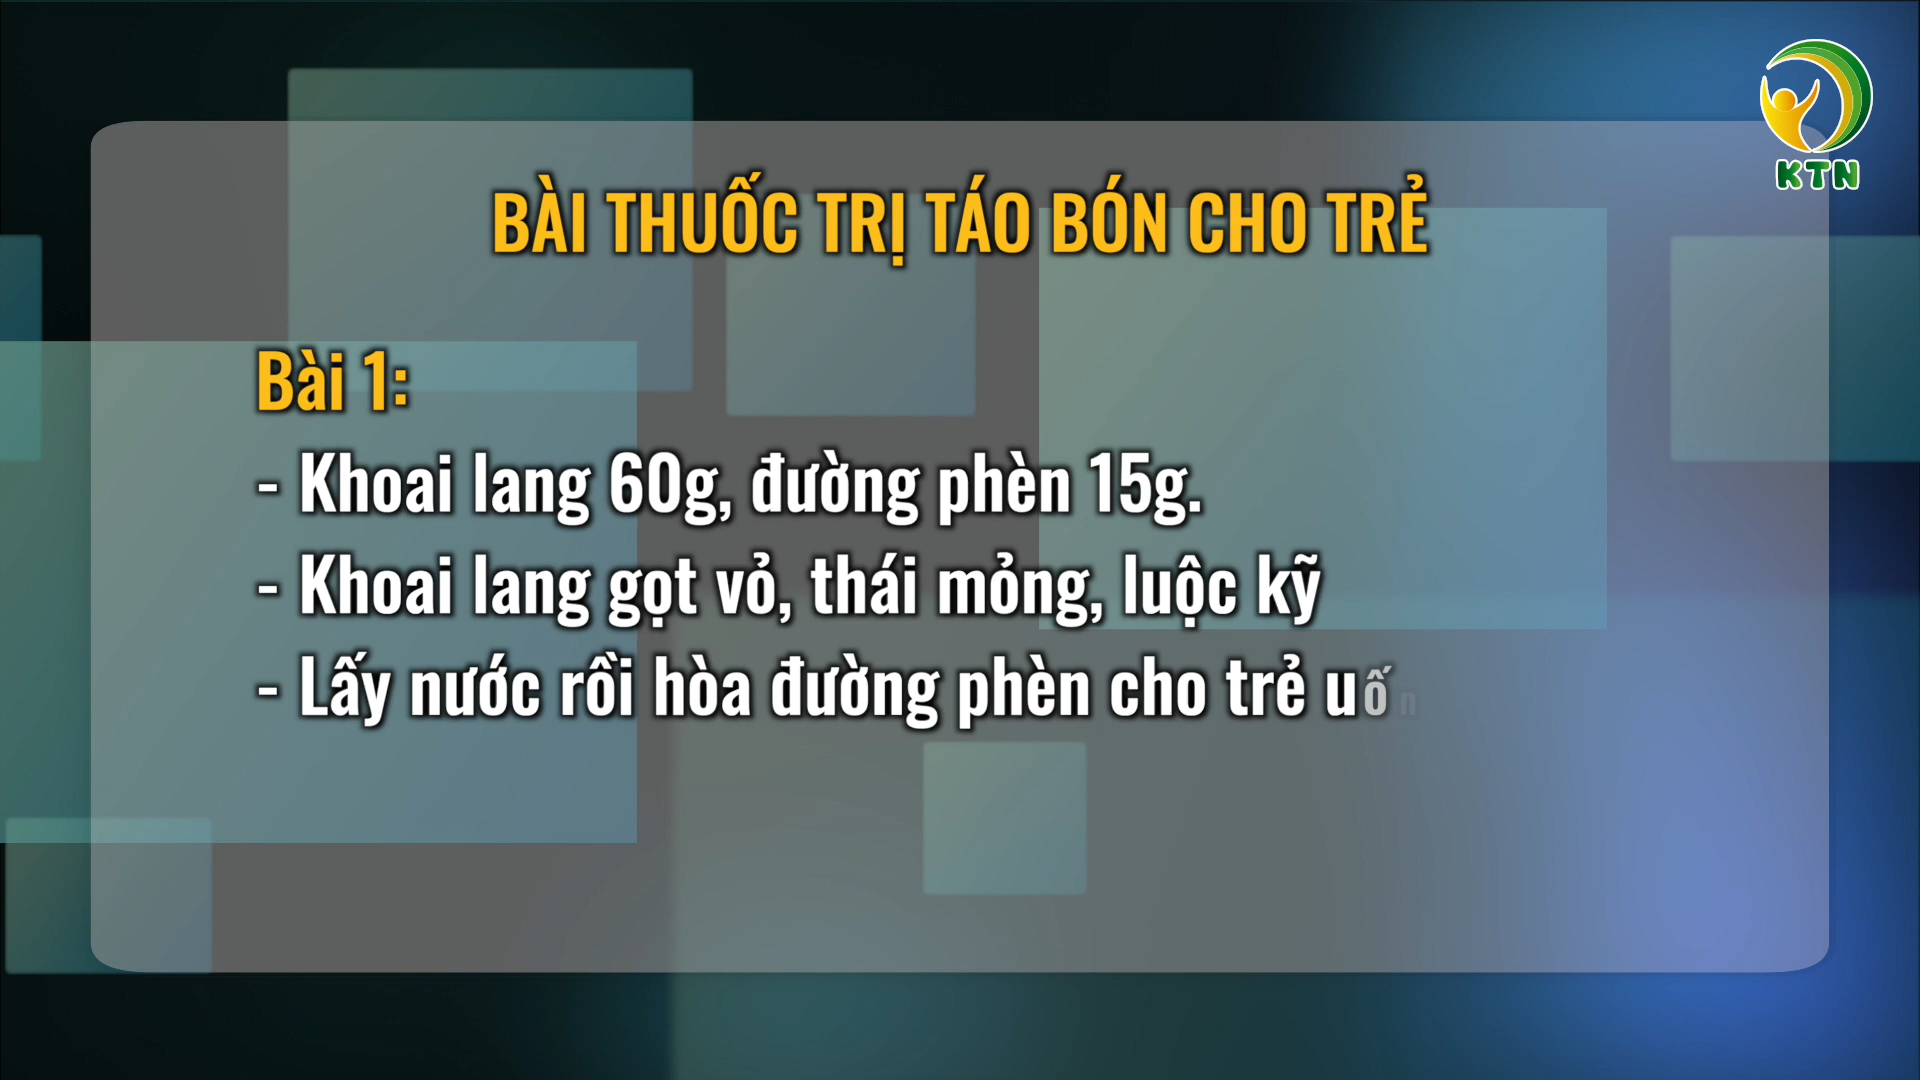 KTN
BÀI THUỐC TRỊ TÁO BÓN CHO TRẺ
Bài 1:
- Khoai lang 60g, đường phèn 15g.
- Khoai lang gọt vỏ, thái mỏng, luộc kỹ
- Lấy nước rồi hòa đường phèn cho trẻ uốn